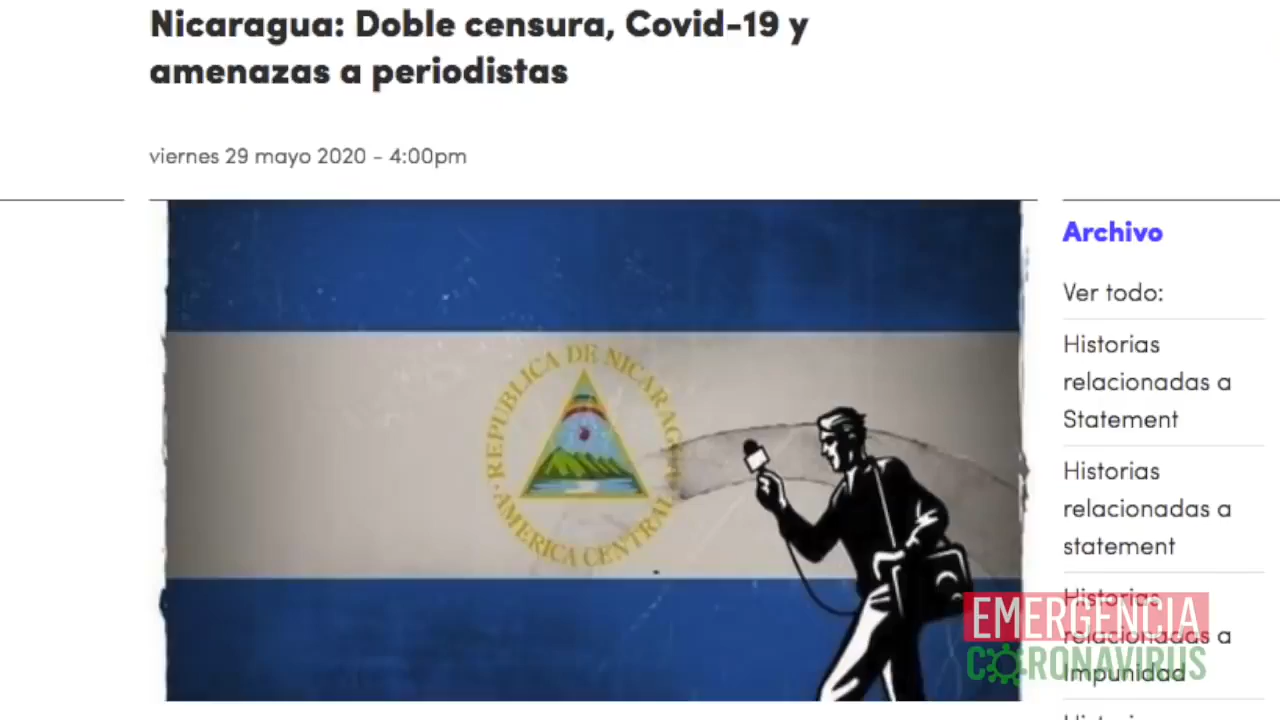 Nicaragua: Doble censura, Covid-19 y
amenazas a periodistas
viernes 29 mayo 2020 - 4:00pm
REPUBLICA DE NICARAGUA
AMERICA CENTRAL
Archivo
Ver todo:
Historias
relacionadas a
Statement
Historias
relacionadas a
statement
Historias
relacionadas a
Impunidad
EMERGENCIA
CORONAVIRUS